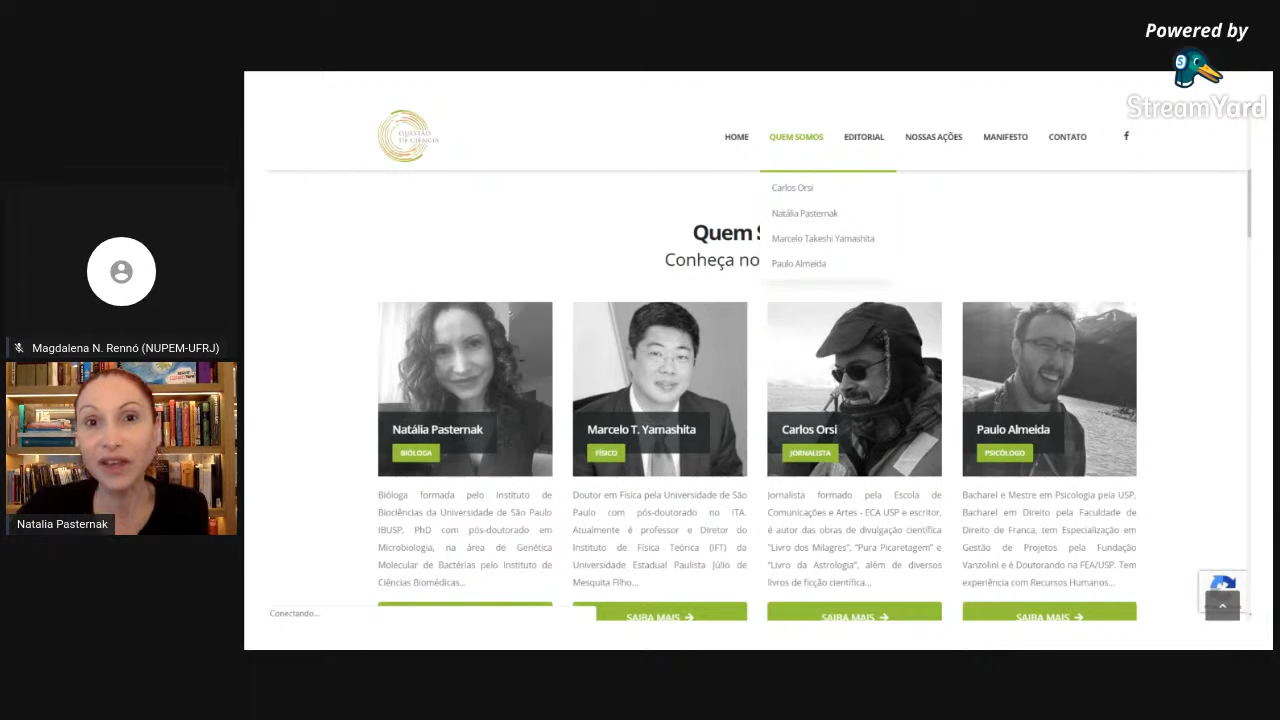 Powered by
StreamYard
QUESTÃO
DE CIÊNCIA
HOME
QUEM SOMOS
EDITORIAL
NOSSAS AÇÕES
MANIFESTO
CONTATO
f
Carlos Orsi
Natália Pasternak
Marcelo Takeshi Yamashita
Paulo Almeida
Quem S
Conheça no
Natália Pasternak
BIÓLOGA
Bióloga formada pelo Instituto de
Biociências da Universidade de São Paulo
IBUSP, PhD com pós-doutorado em
Microbiologia, na área de Genética
Molecular de Bactérias pelo Instituto de
Ciências Biomédicas...
Marcelo T. Yamashita
FÍSICO
Doutor em Física pela Universidade de São
Paulo com pós-doutorado no ITA.
Atualmente é professor e Diretor do
Instituto de Física Teórica (IFT) da
Universidade Estadual Paulista Júlio de
Mesquita Filho...
SAIBA MAIS →
Carlos Orsi
JORNALISTA
Jornalista formado pela Escola de
Comunicações e Artes - ECA USP e escritor,
é autor das obras de divulgação científica
"Livro dos Milagres", "Pura Picaretagem" e
"Livro da Astrologia", além de diversos
livros de ficção científica...
SAIBA MAIS →
Paulo Almeida
PSICÓLOGO
Bacharel e Mestre em Psicologia pela USP,
Bacharel em Direito pela Faculdade de
Direito de Franca, tem Especialização em
Gestão de Projetos pela Fundação
Vanzolini e é Doutorando na FEA/USP. Tem
experiência com Recursos Humanos...
SAIBA MAIS →
Conectando...
Magdalena N. Rennó (NUPEM-UFRJ)
Natalia Pasternak